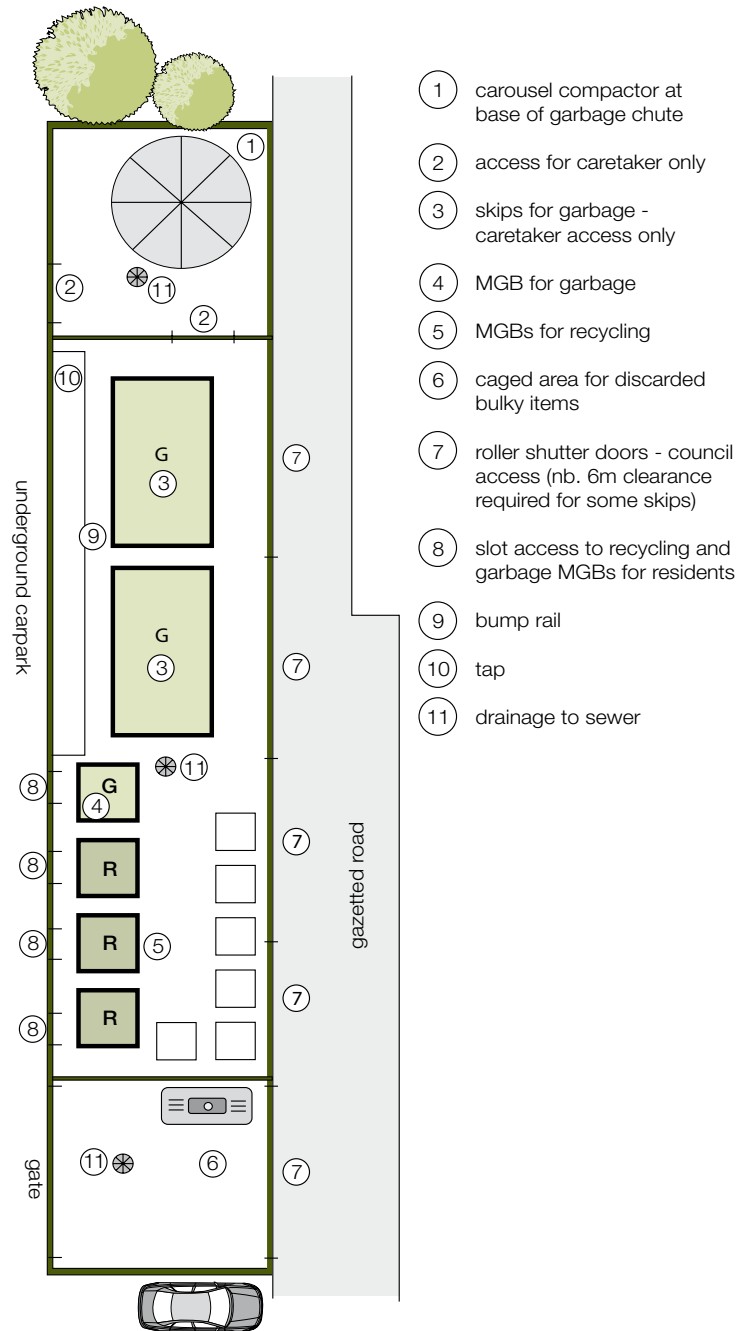 1
2
11
2
10
G
3
7
9
underground carpark
G
3
7
11
8
G
4
7
8
R
gazetted road
8
R
5
7
8
R
gate
11
6
7
1 carousel compactor at
base of garbage chute
2 access for caretaker only
3 skips for garbage -
caretaker access only
4 MGB for garbage
5 MGBs for recycling
6 caged area for discarded
bulky items
7 roller shutter doors - council
access (nb. 6m clearance
required for some skips)
8 slot access to recycling and
garbage MGBs for residents
9 bump rail
10 tap
11 drainage to sewer